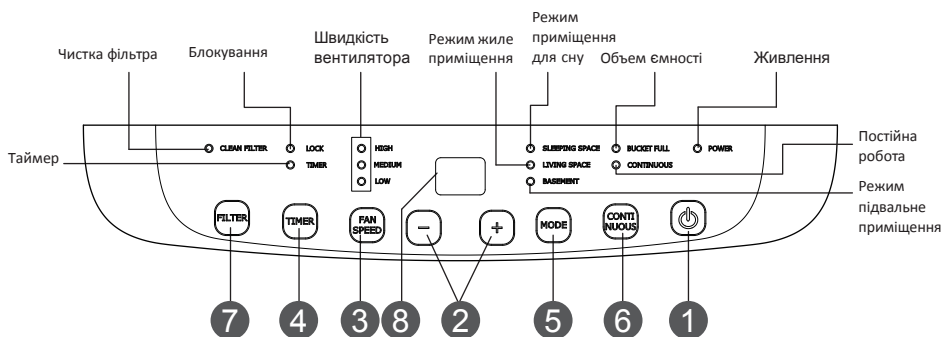 Чистка фільтра
Блокування
Швидкість
вентилятора
Режим жиле
приміщення
Режим
приміщення
для сну
Объем ємності
Живлення
Таймер
Постійна
робота
Режим
підвальне
приміщення
CLEAN FILTER
LOCK
TIMER
HIGH
MEDIUM
LOW
SLEEPING SPACE
LIVING SPACE
BASEMENT
BUCKET FULL
CONTINUOUS
POWER
FILTER
TIMER
FAN
SPEED
−
+
MODE
CONTI
NUOUS
7
4
3
8
2
5
6
1